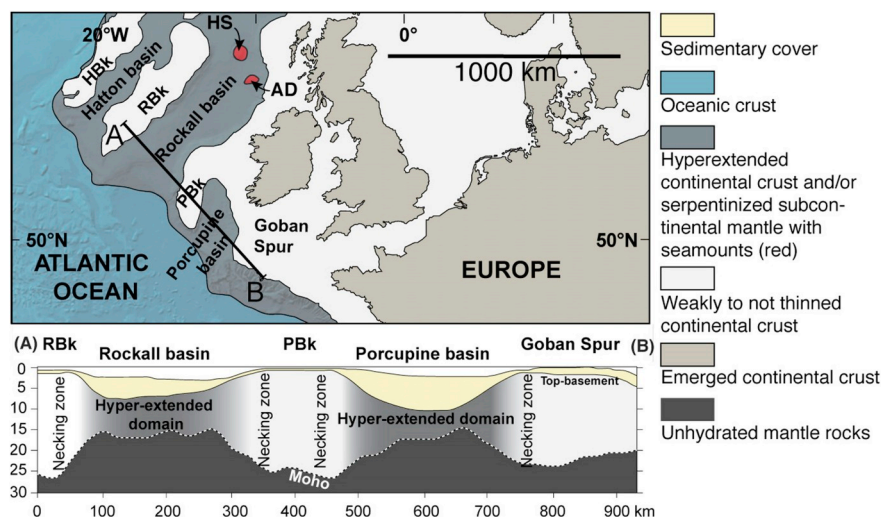 20°W
HS
0°
1000 km
HBk
Hatton basin
RBk
Rockall basin
AD
A
PBk
Porcupine basin
Goban
Spur
50°N
50°N
ATLANTIC
OCEAN
B
EUROPE
Sedimentary cover
Oceanic crust
Hyperextended
continental crust and/or
serpentinized subcon-
tinental mantle with
seamounts (red)
Weakly to not thinned
continental crust
Emerged continental crust
Unhydrated mantle rocks
(A) RBk Rockall basin PBk Porcupine basin Goban Spur (B)
0
5
10
15
20
25
30
Necking zone
Hyper-extended
domain
Necking zone
Necking zone
Hyper-extended domain
Necking zone
Top-basement
Moho
0 100 200 300 400 500 600 700 800 900 km